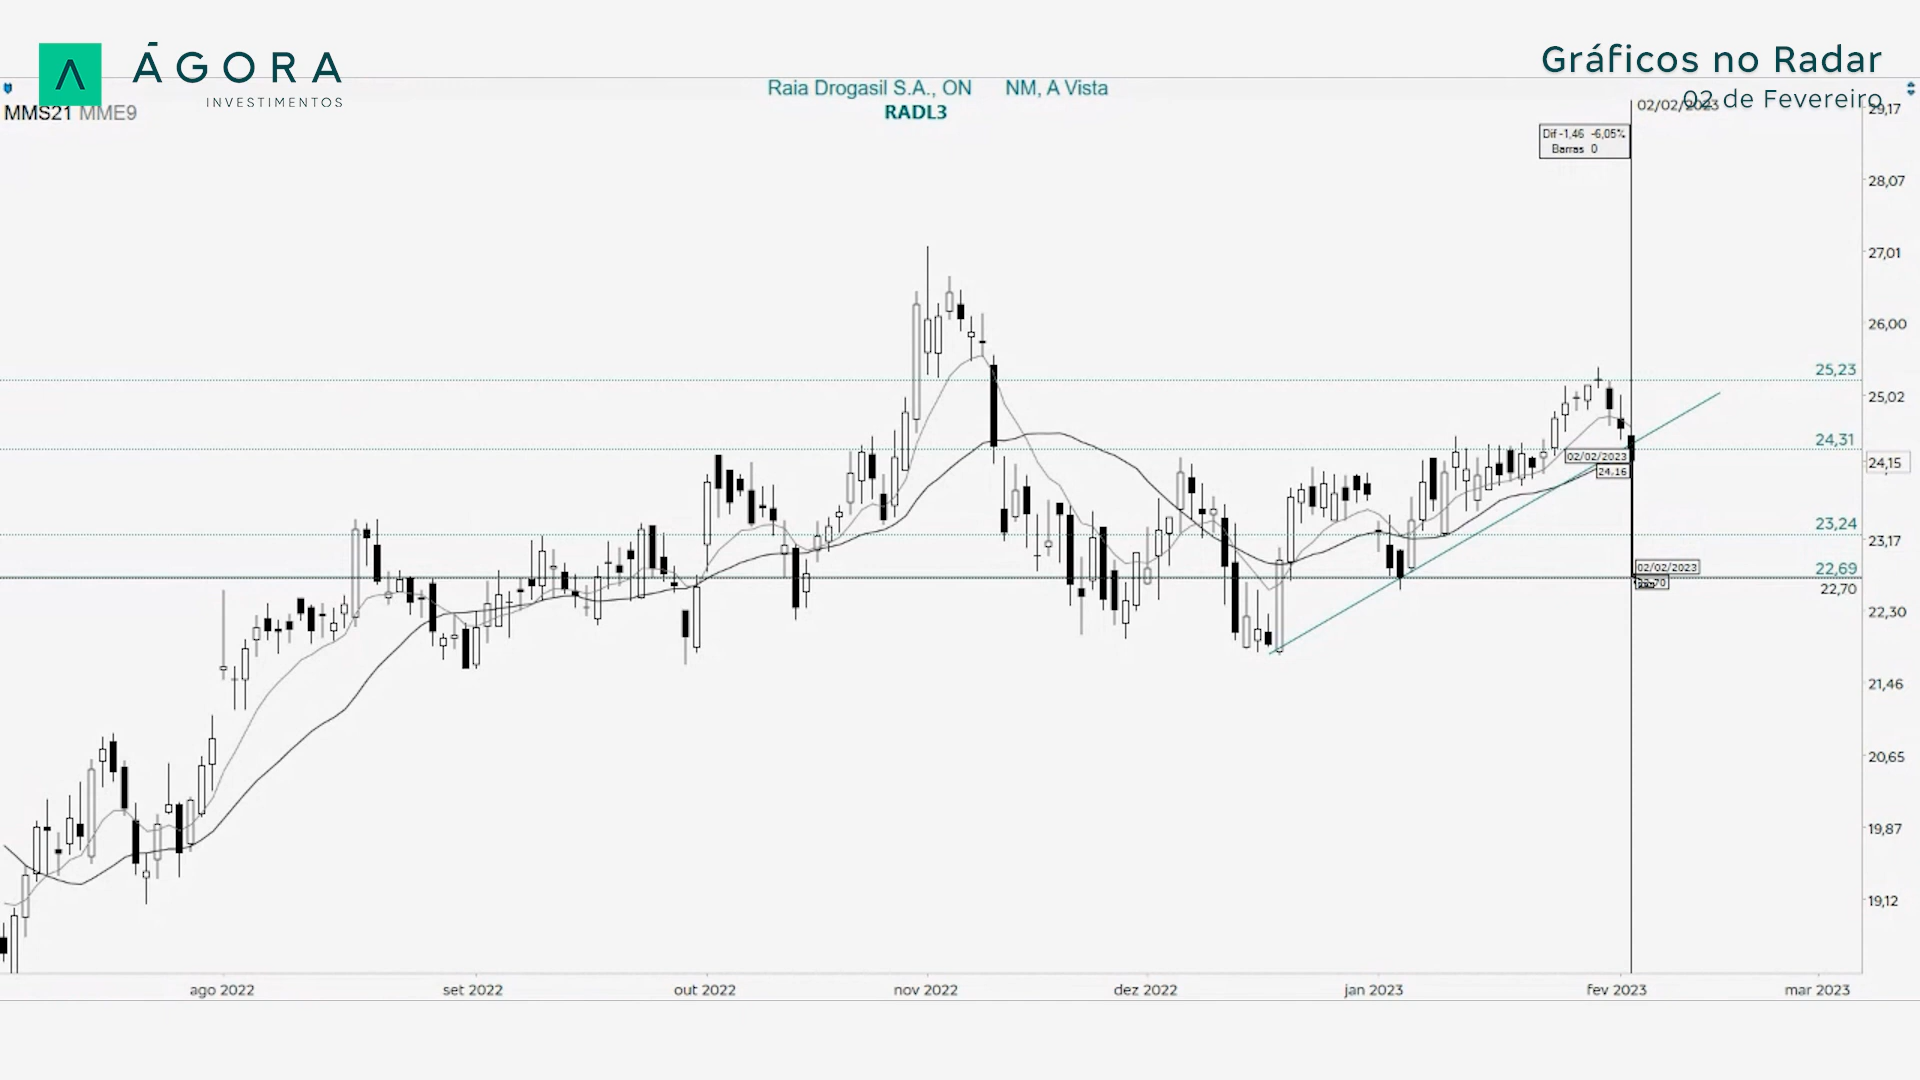 ÁGORA
INVESTIMENTOS
Gráficos no Radar
02 de Fevereiro
Raia Drogasil S.A., ON NM, A Vista
RADL3
MMS21 MME9
02/02/2023
29,17
Dif -1,46 -6,05%
Barras 0
28,07
27,01
26,00
25,23
25,02
24,31
02/02/2023
24,15
24,16
23,24
23,17
02/02/2023
22,69
22,70
22,30
21,46
20,65
19,87
19,12
ago 2022 set 2022 out 2022 nov 2022 dez 2022 jan 2023 fev 2023 mar 2023